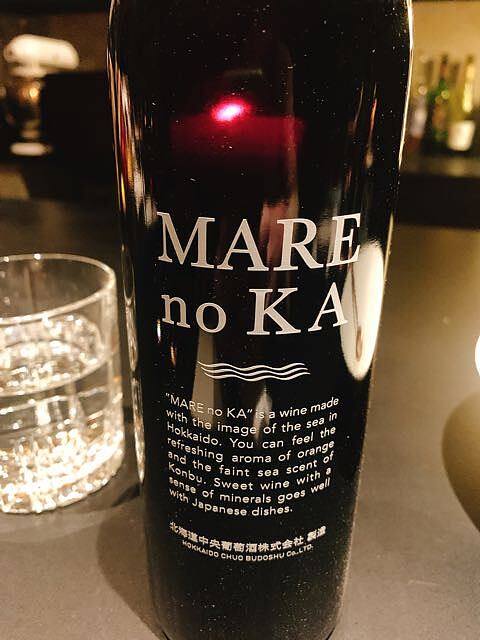 MARE
no KA
"MARE no KA" is a wine made
with the image of the sea in
Hokkaido. You can feel the
refreshing aroma of orange
and the faint sea scent of
Konbu. Sweet wine with a
sense of minerals goes well
with Japanese dishes.
北海道中央葡萄酒株式会社 製造
HOKKAIDO CHUO BUDOSHU Co.,LTD.